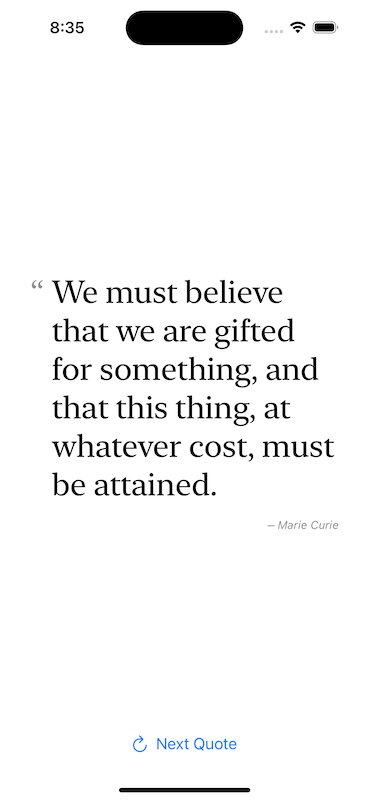 8:35
“ We must believe
that we are gifted
for something, and
that this thing, at
whatever cost, must
be attained.
— Marie Curie
Next Quote